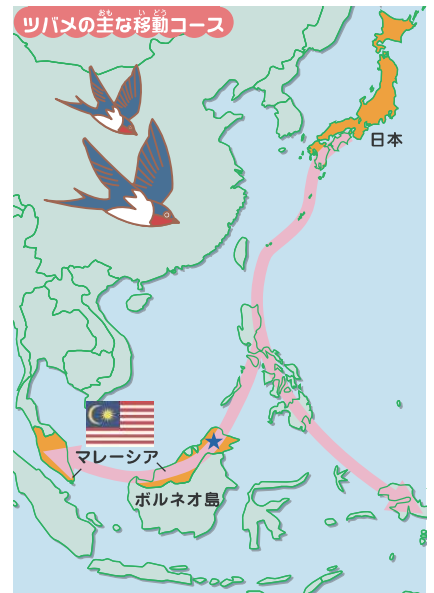 ツバメの主な移動コース
おも い どう
日本
マレーシア
ボルネオ島